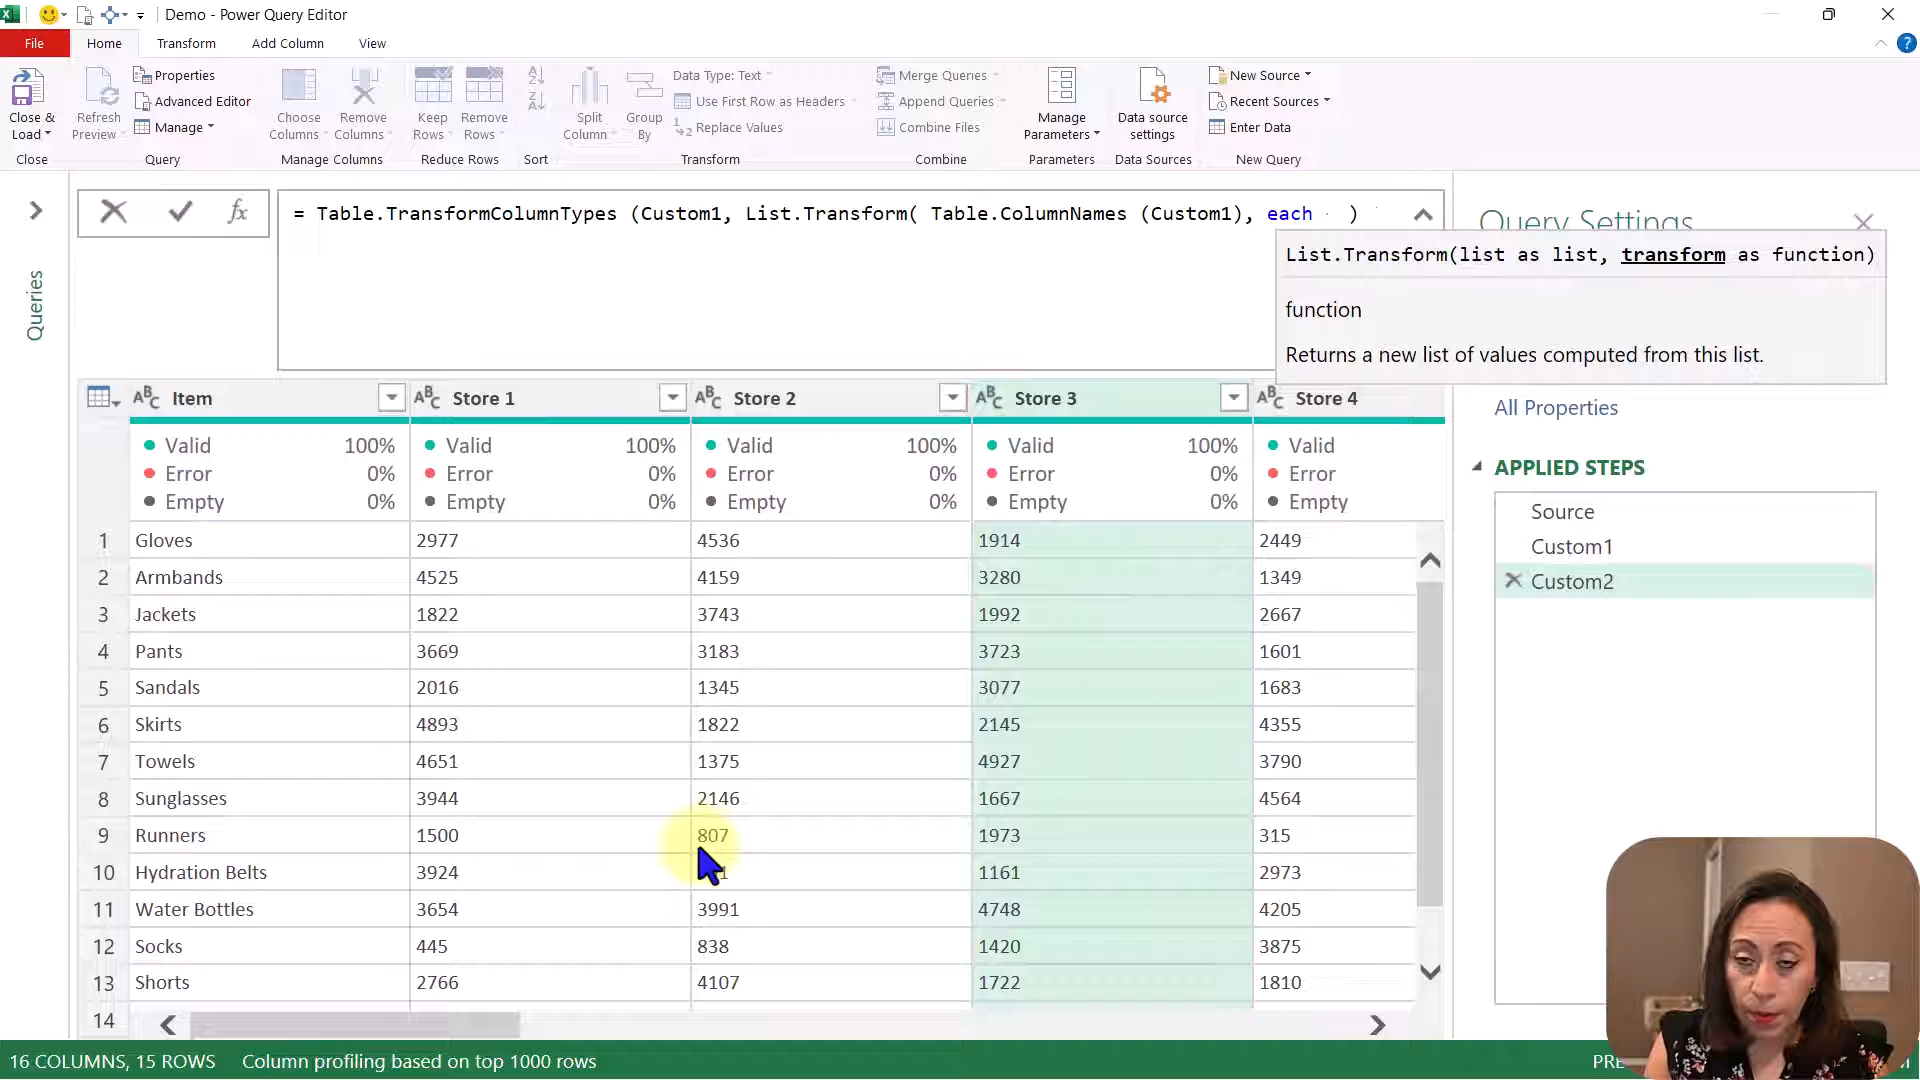 Demo - Power Query Editor
File Home Transform Add Column View
Close & Load
Close
Refresh Preview
Properties
Advanced Editor
Manage
Query
Choose Columns
Remove Columns
Manage Columns
Keep Rows
Remove Rows
Reduce Rows
Sort
Split Column
Group By
Data Type: Text
Use First Row as Headers
Replace Values
Transform
Merge Queries
Append Queries
Combine Files
Combine
Manage Parameters
Parameters
Data source settings
Data Sources
New Source
Recent Sources
Enter Data
New Query
Queries
fx
= Table.TransformColumnTypes (Custom1, List.Transform( Table.ColumnNames (Custom1), each )
Query Settings
List.Transform(list as list, transform as function)
function
Returns a new list of values computed from this list.
All Properties
APPLIED STEPS
Source
Custom1
Custom2
Item Store 1 Store 2 Store 3 Store 4
Valid 100% Valid 100% Valid 100% Valid 100% Valid
Error 0% Error 0% Error 0% Error 0% Error
Empty 0% Empty 0% Empty 0% Empty 0% Empty
1 Gloves 2977 4536 1914 2449
2 Armbands 4525 4159 3280 1349
3 Jackets 1822 3743 1992 2667
4 Pants 3669 3183 3723 1601
5 Sandals 2016 1345 3077 1683
6 Skirts 4893 1822 2145 4355
7 Towels 4651 1375 4927 3790
8 Sunglasses 3944 2146 1667 4564
9 Runners 1500 807 1973 315
10 Hydration Belts 3924 1161 2973
11 Water Bottles 3654 3991 4748 4205
12 Socks 445 838 1420 3875
13 Shorts 2766 4107 1722 1810
14
16 COLUMNS, 15 ROWS Column profiling based on top 1000 rows